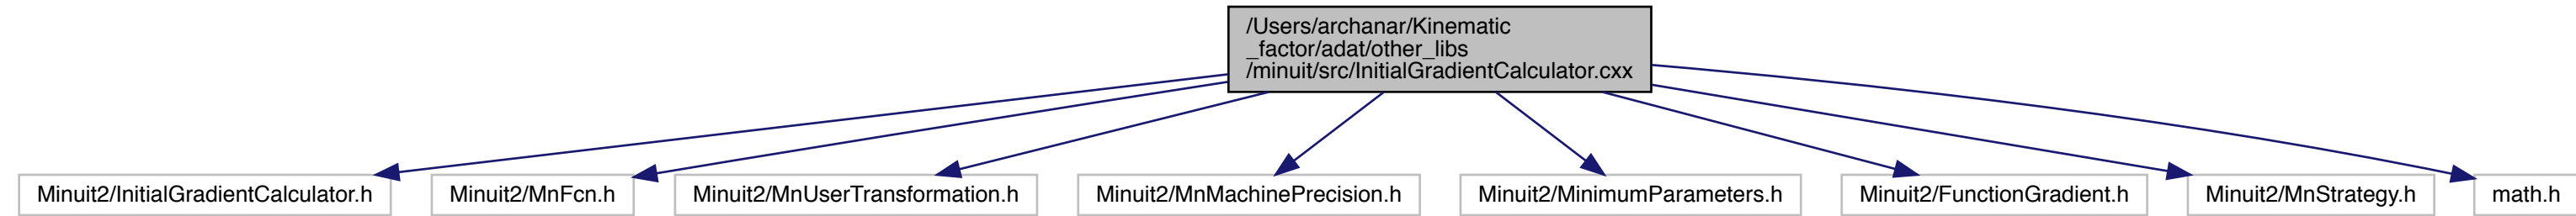 /Users/archanar/Kinematic
_factor/adat/other_libs
/minuit/src/InitialGradientCalculator.cxx
Minuit2/InitialGradientCalculator.h
Minuit2/MnFcn.h
Minuit2/MnUserTransformation.h
Minuit2/MnMachinePrecision.h
Minuit2/MinimumParameters.h
Minuit2/FunctionGradient.h
Minuit2/MnStrategy.h
math.h